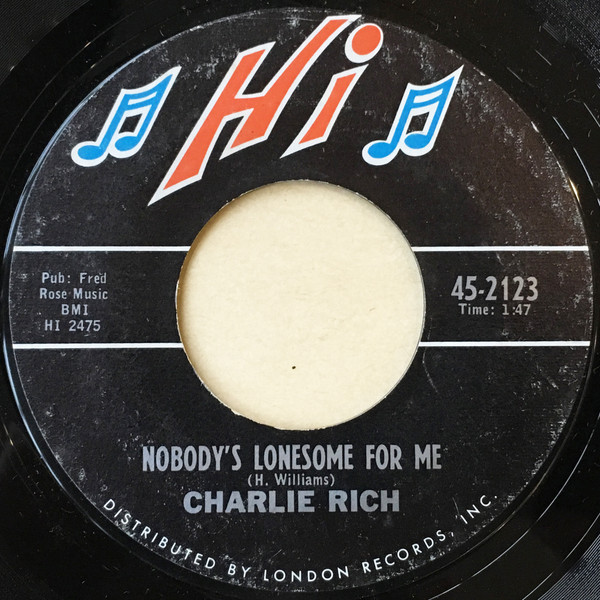 Hi
Pub: Fred
Rose Music
BMI
HI 2475
45-2123
Time: 1:47
NOBODY'S LONESOME FOR ME
(H. Williams)
CHARLIE RICH
DISTRIBUTED BY LONDON RECORDS, INC.